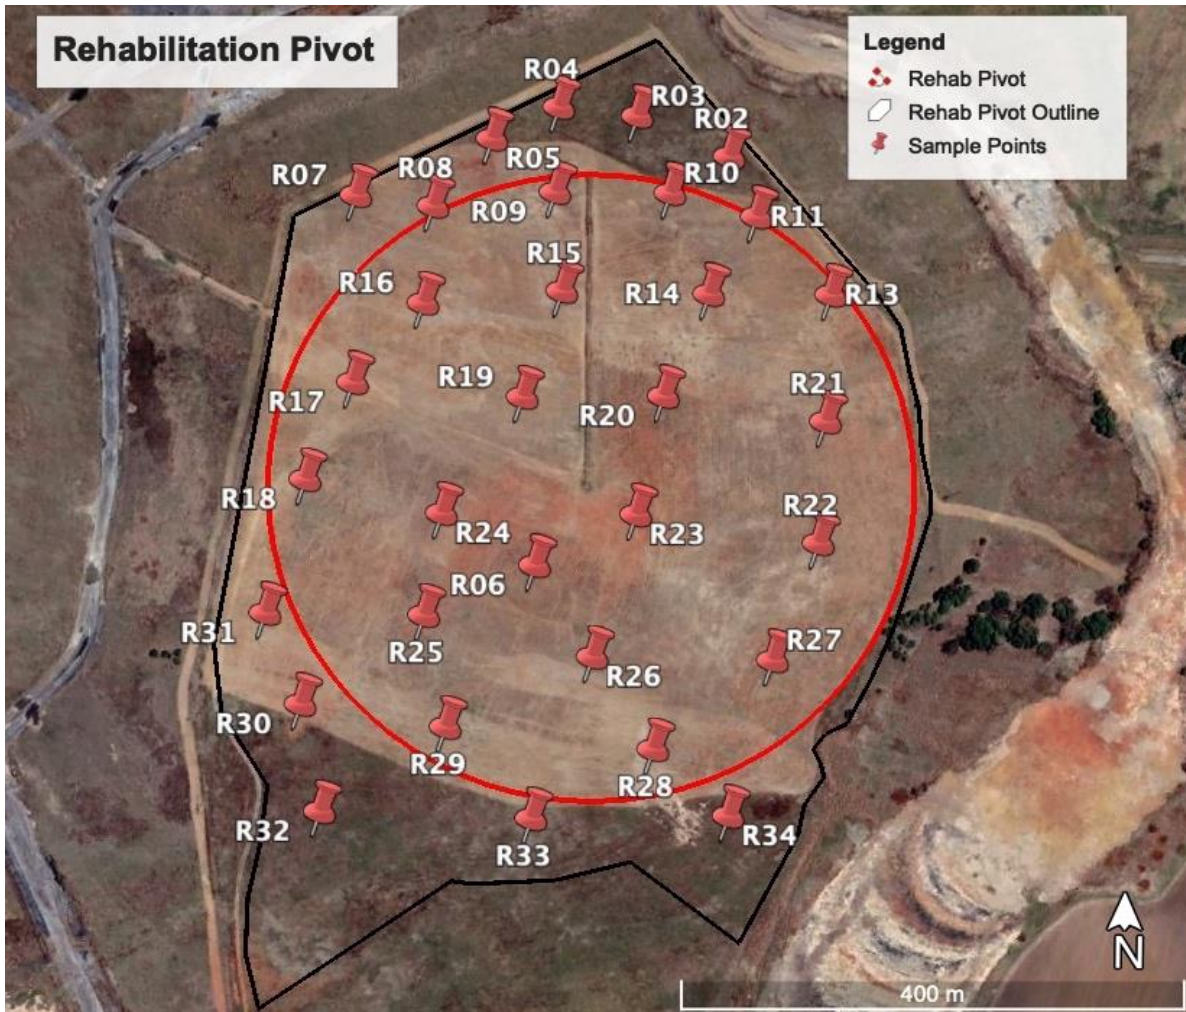 Rehabilitation Pivot
Legend
Rehab Pivot
Rehab Pivot Outline
Sample Points
R04
R03
R02
R05
R07
R08
R10
R09
R11
R15
R16
R14
R13
R19
R21
R17
R20
R18
R22
R24
R23
R06
R31
R25
R27
R26
R30
R29
R28
R32
R34
R33
N
400 m